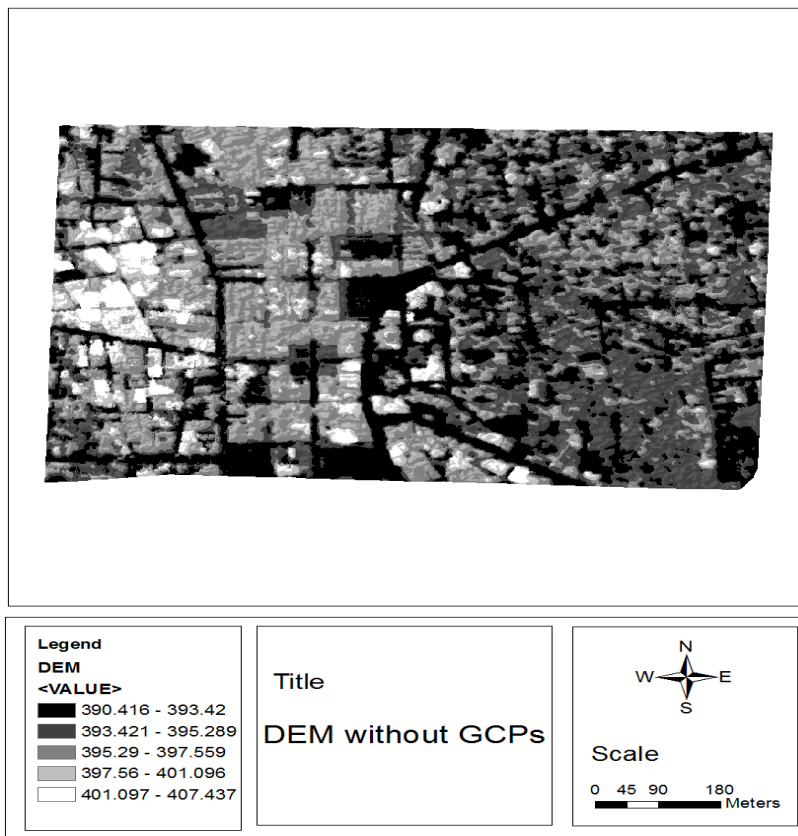 Legend
DEM
<VALUE>
390.416 - 393.42
393.421 - 395.289
395.29 - 397.559
397.56 - 401.096
401.097 - 407.437
Title
DEM without GCPs
N
W E
S
Scale
0 45 90 180
Meters